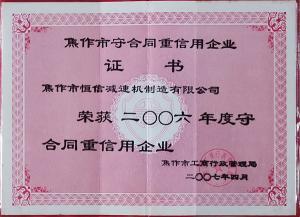 焦作市守合同重信用企业
证书
焦作市恒信减速机制造有限公司
荣获二〇〇六年度守
合同重信用企业
焦作市工商行政管理局
二〇〇七年四月